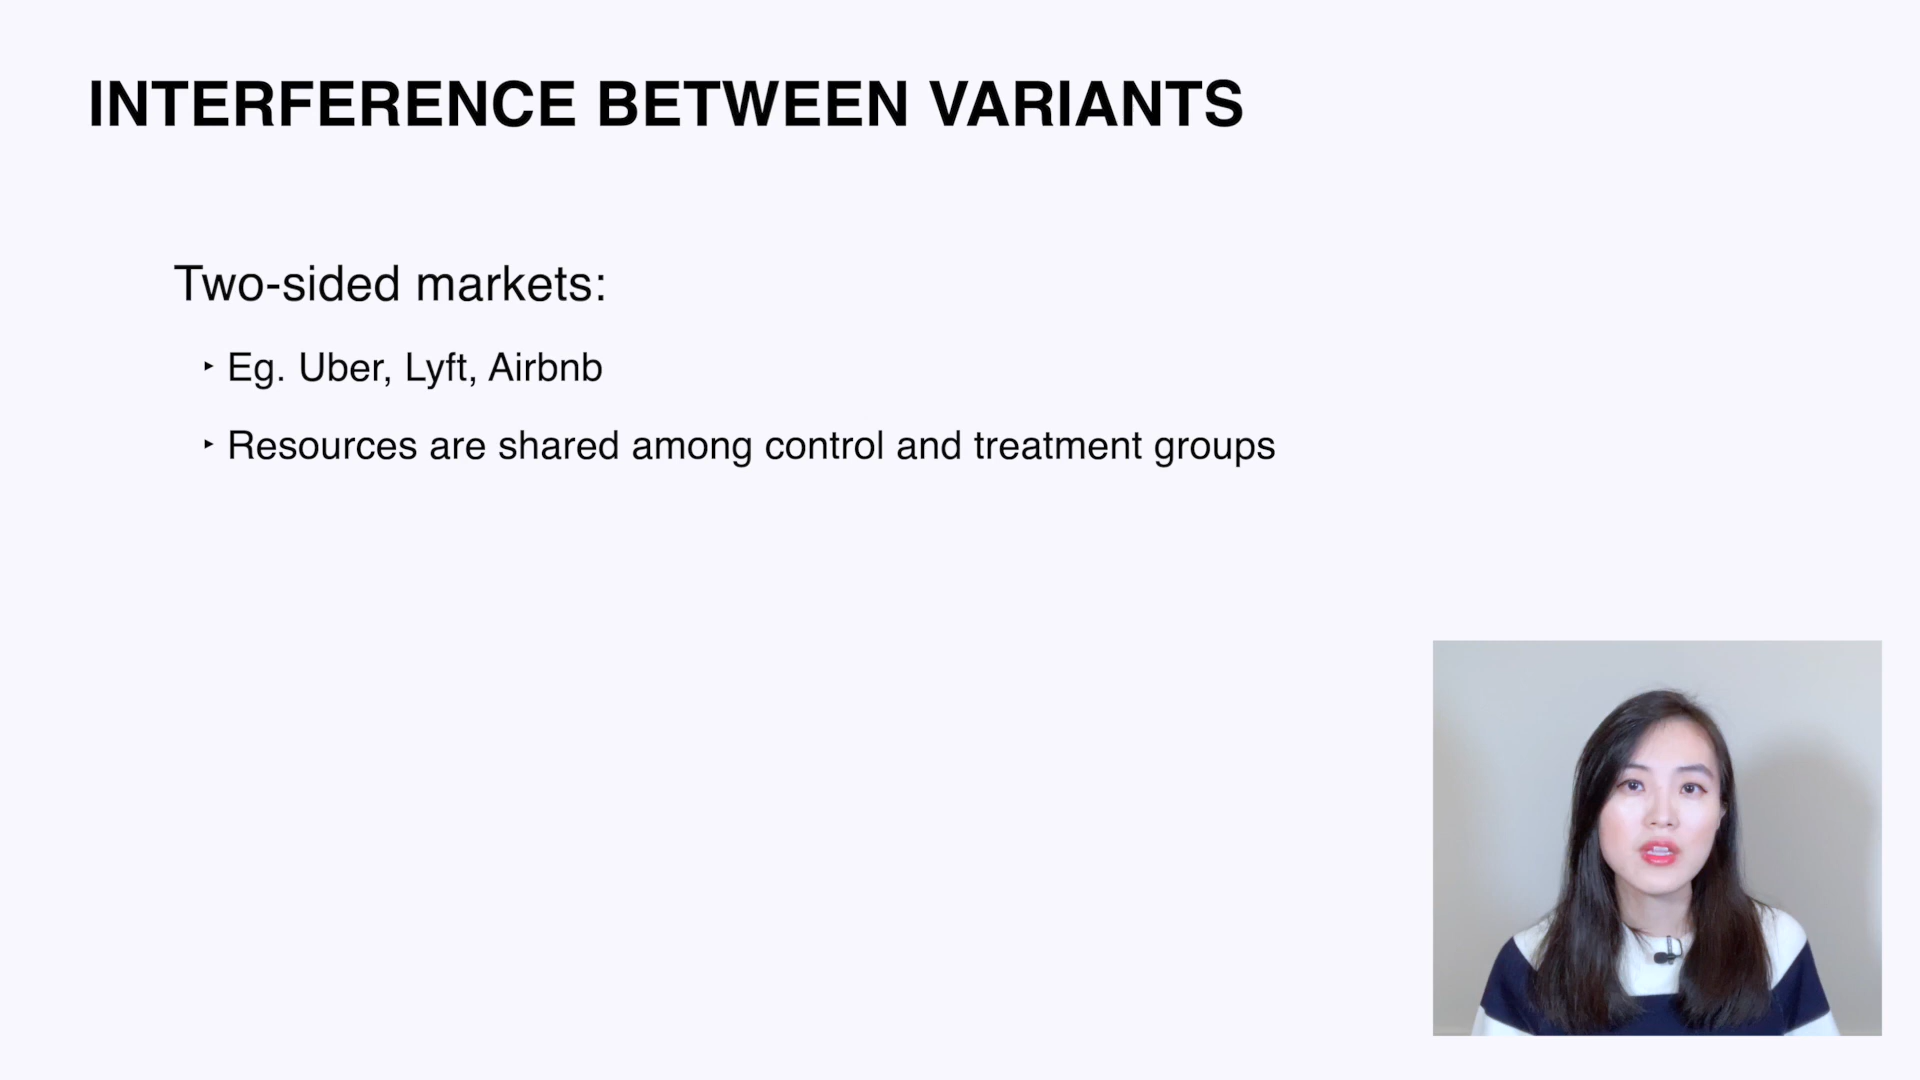 INTERFERENCE BETWEEN VARIANTS
Two-sided markets:
‣ Eg. Uber, Lyft, Airbnb
‣ Resources are shared among control and treatment groups